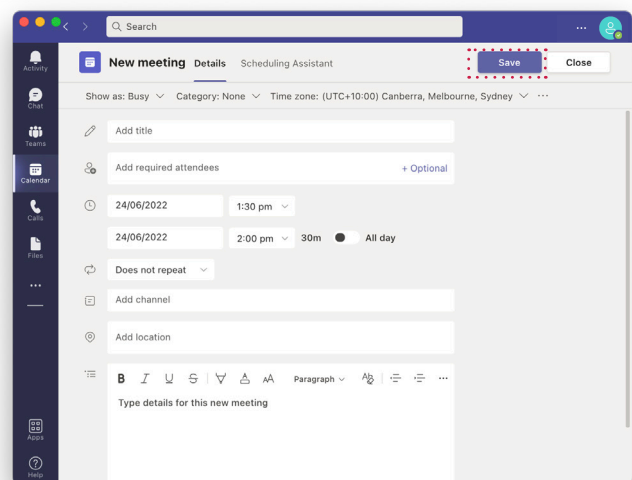 Search
Activity
Chat
Teams
Calendar
Calls
Files
Apps
Help
New meeting Details Scheduling Assistant Save Close
Show as: Busy Category: None Time zone: (UTC+10:00) Canberra, Melbourne, Sydney
Add title
Add required attendees + Optional
24/06/2022 1:30 pm
24/06/2022 2:00 pm 30m All day
Does not repeat
Add channel
Add location
B I U S A AA Paragraph
Type details for this new meeting